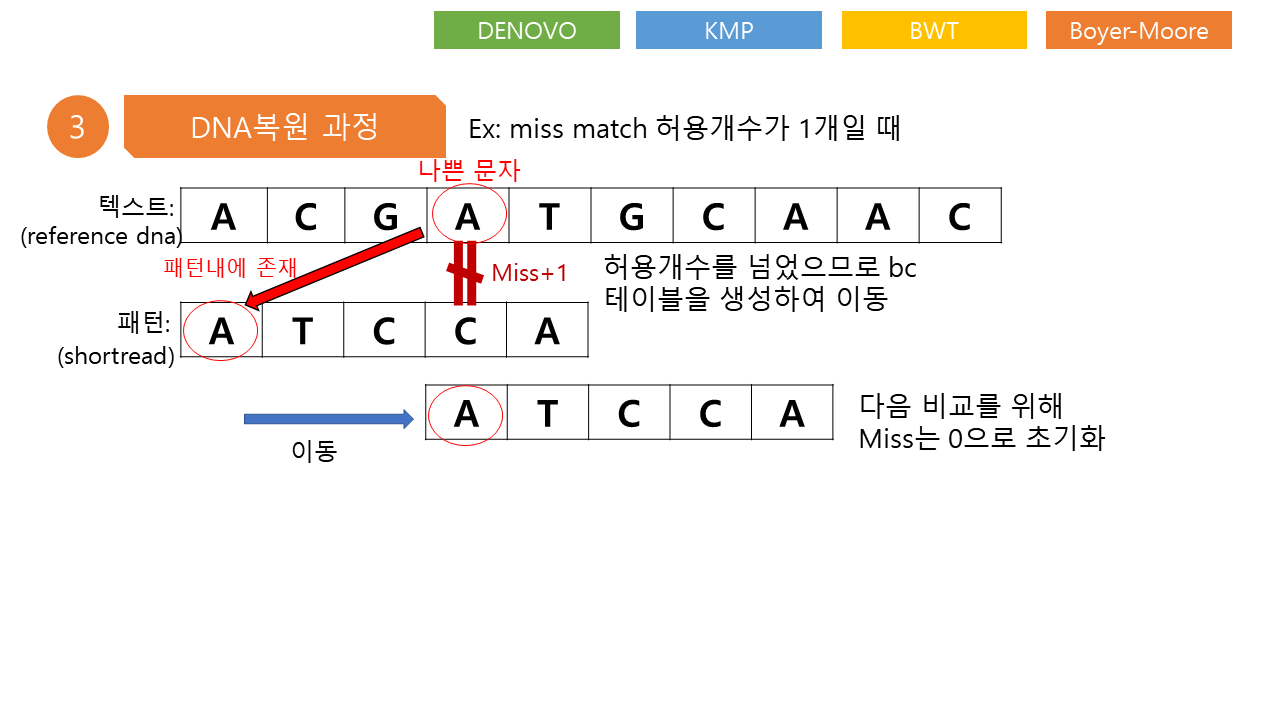 DENOVO KMP BWT Boyer-Moore
3 DNA복원 과정 Ex: miss match 허용개수가 1개일 때
나쁜 문자
텍스트: A C G A T G C A A C
(reference dna)
패턴내에 존재
Miss+1
허용개수를 넘었으므로 bc
테이블을 생성하여 이동
패턴: A T C C A
(shortread)
A T C C A
이동
다음 비교를 위해
Miss는 0으로 초기화